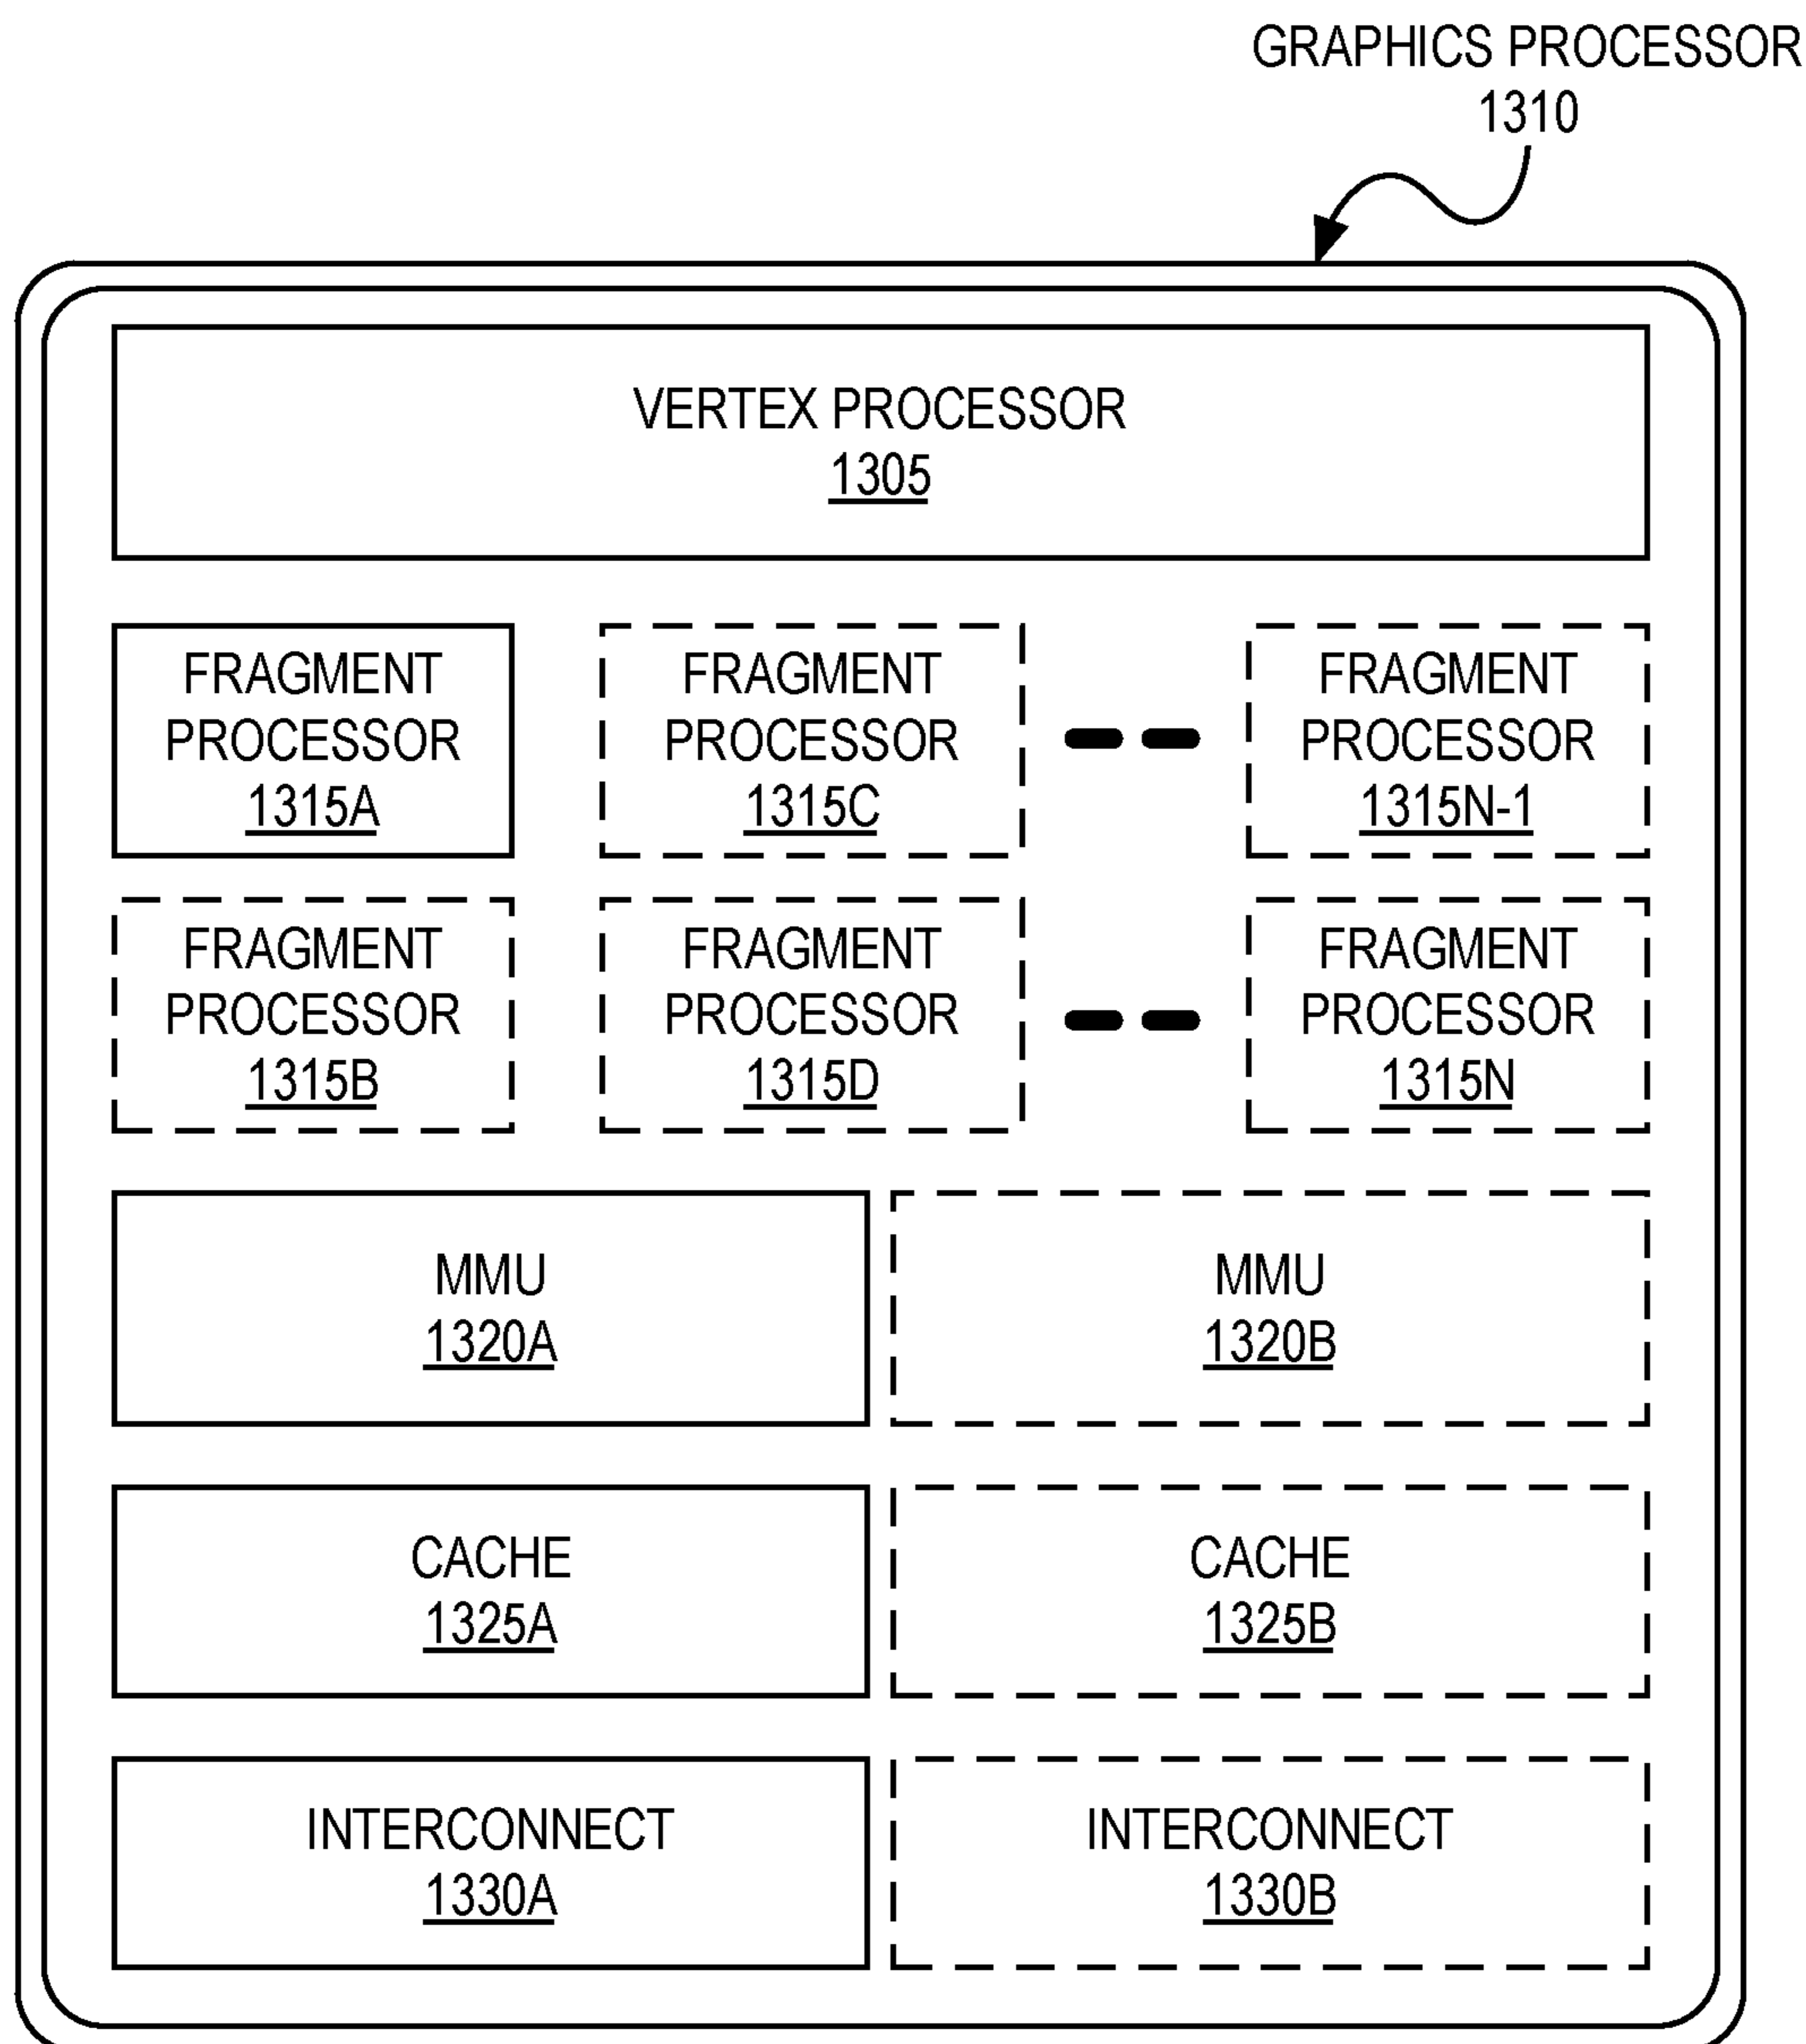 GRAPHICS PROCESSOR
1310
VERTEX PROCESSOR
1305
FRAGMENT
PROCESSOR
1315A
FRAGMENT
PROCESSOR
1315C
FRAGMENT
PROCESSOR
1315N-1
FRAGMENT
PROCESSOR
1315B
FRAGMENT
PROCESSOR
1315D
FRAGMENT
PROCESSOR
1315N
MMU
1320A
MMU
1320B
CACHE
1325A
CACHE
1325B
INTERCONNECT
1330A
INTERCONNECT
1330B